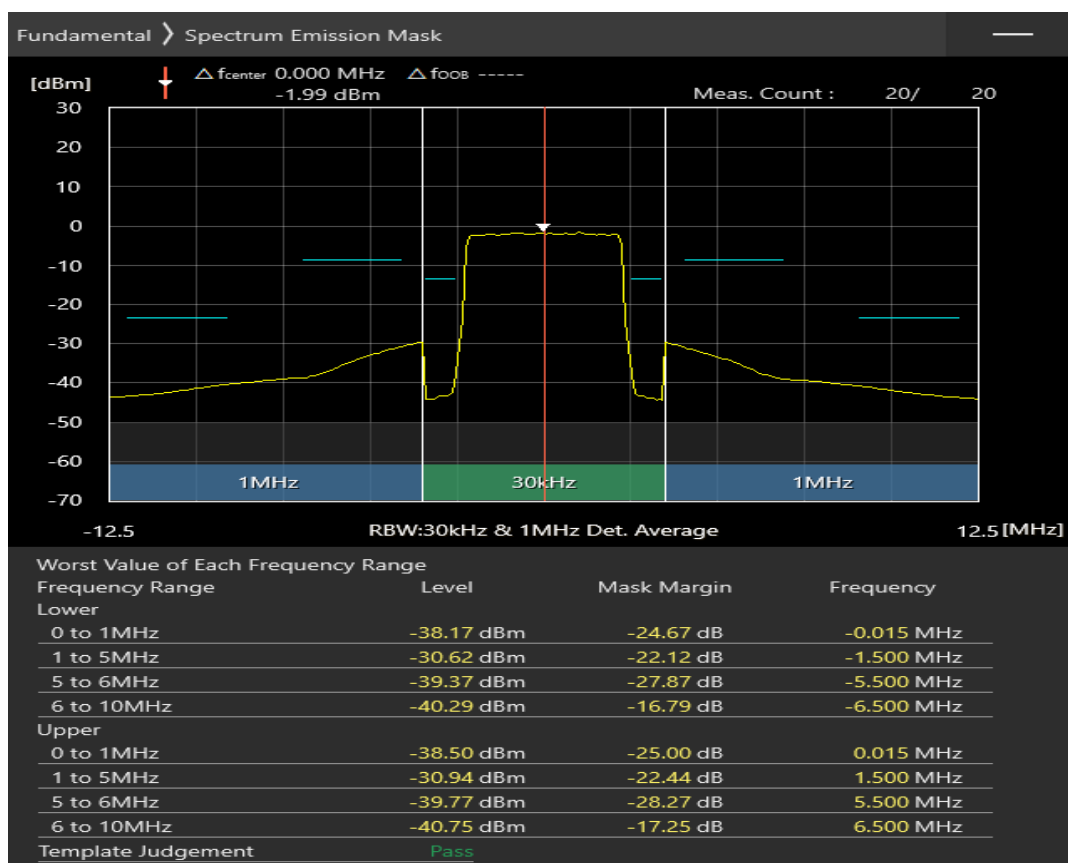 Fundamental ❯ Spectrum Emission Mask
△ fcenter 0.000 MHz △ fOOB -----
[dBm] -1.99 dBm Meas. Count : 20/ 20
30
20
10
0
-10
-20
-30
-40
-50
-60
1MHz 30kHz 1MHz
-70
-12.5 RBW:30kHz & 1MHz Det. Average 12.5 [MHz]
Worst Value of Each Frequency Range
Frequency Range Level Mask Margin Frequency
Lower
0 to 1MHz -38.17 dBm -24.67 dB -0.015 MHz
1 to 5MHz -30.62 dBm -22.12 dB -1.500 MHz
5 to 6MHz -39.37 dBm -27.87 dB -5.500 MHz
6 to 10MHz -40.29 dBm -16.79 dB -6.500 MHz
Upper
0 to 1MHz -38.50 dBm -25.00 dB 0.015 MHz
1 to 5MHz -30.94 dBm -22.44 dB 1.500 MHz
5 to 6MHz -39.77 dBm -28.27 dB 5.500 MHz
6 to 10MHz -40.75 dBm -17.25 dB 6.500 MHz
Template Judgement Pass